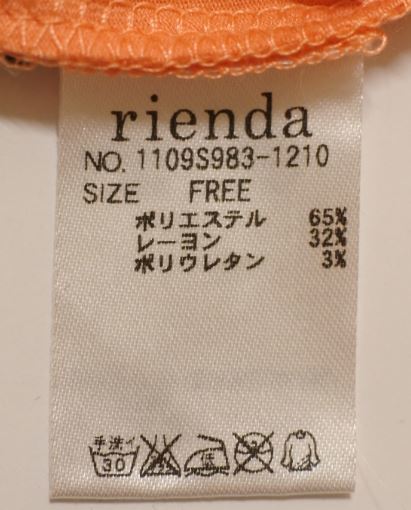 rienda
NO. 1109S983-1210
SIZE FREE
ポリエステル 65%
レーヨン 32%
ポリウレタン 3%
手洗イ
30